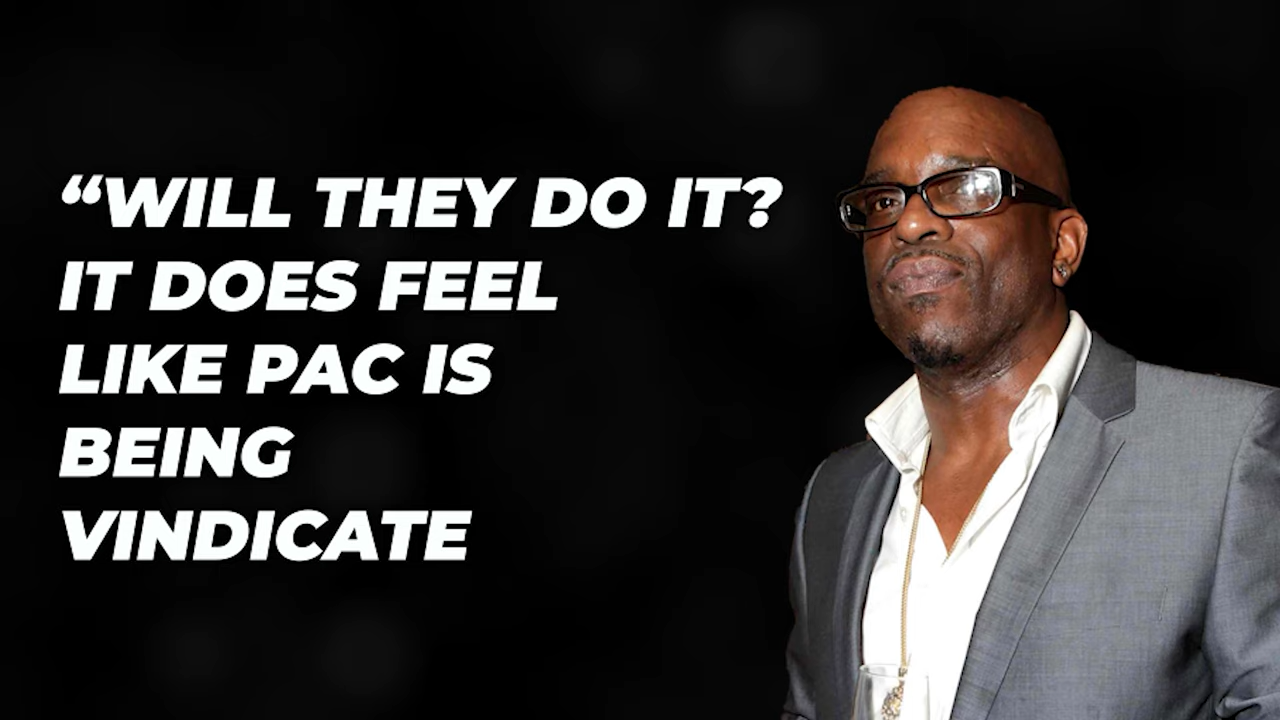 “WILL THEY DO IT?
IT DOES FEEL
LIKE PAC IS
BEING
VINDICATE